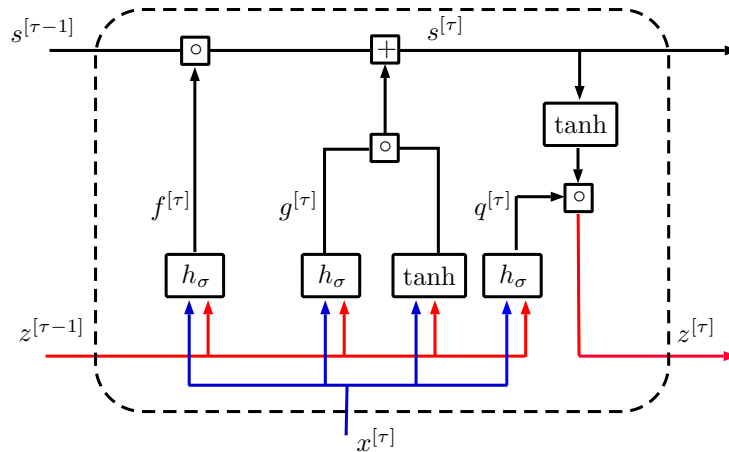 s^{[τ−1]}
s^{[τ]}
∘
+
tanh
∘
f^{[τ]}
g^{[τ]}
q^{[τ]}
∘
h_σ
h_σ
tanh
h_σ
z^{[τ−1]}
z^{[τ]}
x^{[τ]}